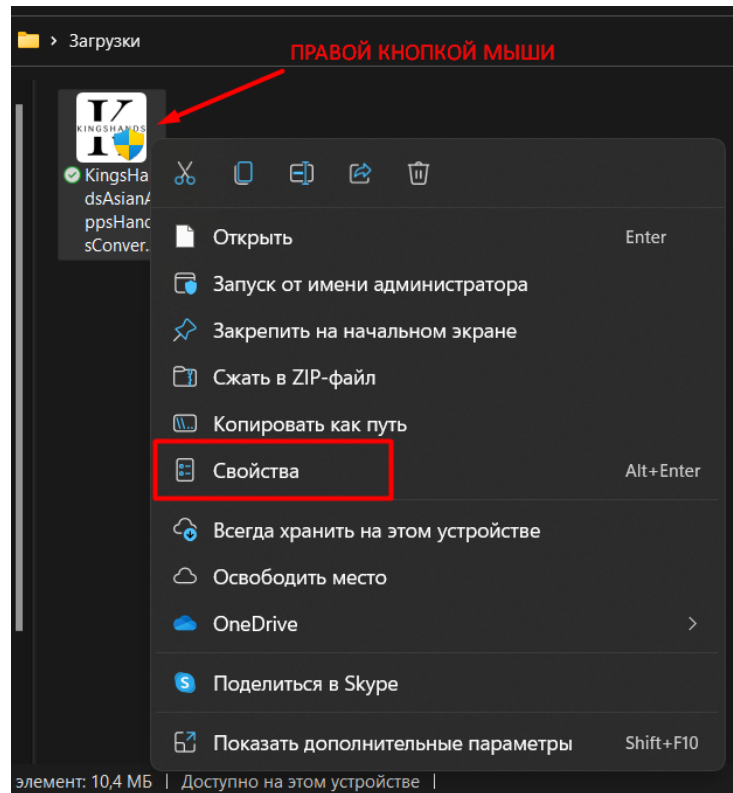 Загрузки
ПРАВОЙ КНОПКОЙ МЫШИ
K
KINGSHANDS
KingsHa
dsAsianA
ppsHand
sConver.
Открыть Enter
Запуск от имени администратора
Закрепить на начальном экране
Сжать в ZIP-файл
Копировать как путь
Свойства Alt+Enter
Всегда хранить на этом устройстве
Освободить место
OneDrive
Поделиться в Skype
Показать дополнительные параметры Shift+F10
элемент: 10,4 МБ | Доступно на этом устройстве |